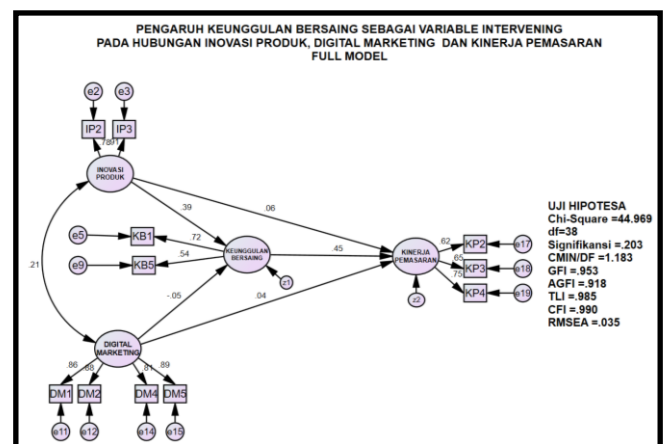 PENGARUH KEUNGGULAN BERSAING SEBAGAI VARIABLE INTERVENING
PADA HUBUNGAN INOVASI PRODUK, DIGITAL MARKETING DAN KINERJA PEMASARAN
FULL MODEL
e2 e3
IP2 IP3
INOVASI
PRODUK
.39
.06
e5 KB1 .72
e9 KB5 .54
KEUNGGULAN
BERSAING
z1
.45
.21
-.05
.04
KINERJA
PEMASARAN
z2
.62 KP2 e17
.65 KP3 e18
.75 KP4 e19
DIGITAL
MARKETING
.86 .81 .89
DM1 DM2 DM4 DM5
e11 e12 e14 e15
UJI HIPOTESA
Chi-Square =44.969
df=38
Signifikansi =.203
CMIN/DF =1.183
GFI =.953
AGFI =.918
TLI =.985
CFI =.990
RMSEA =.035